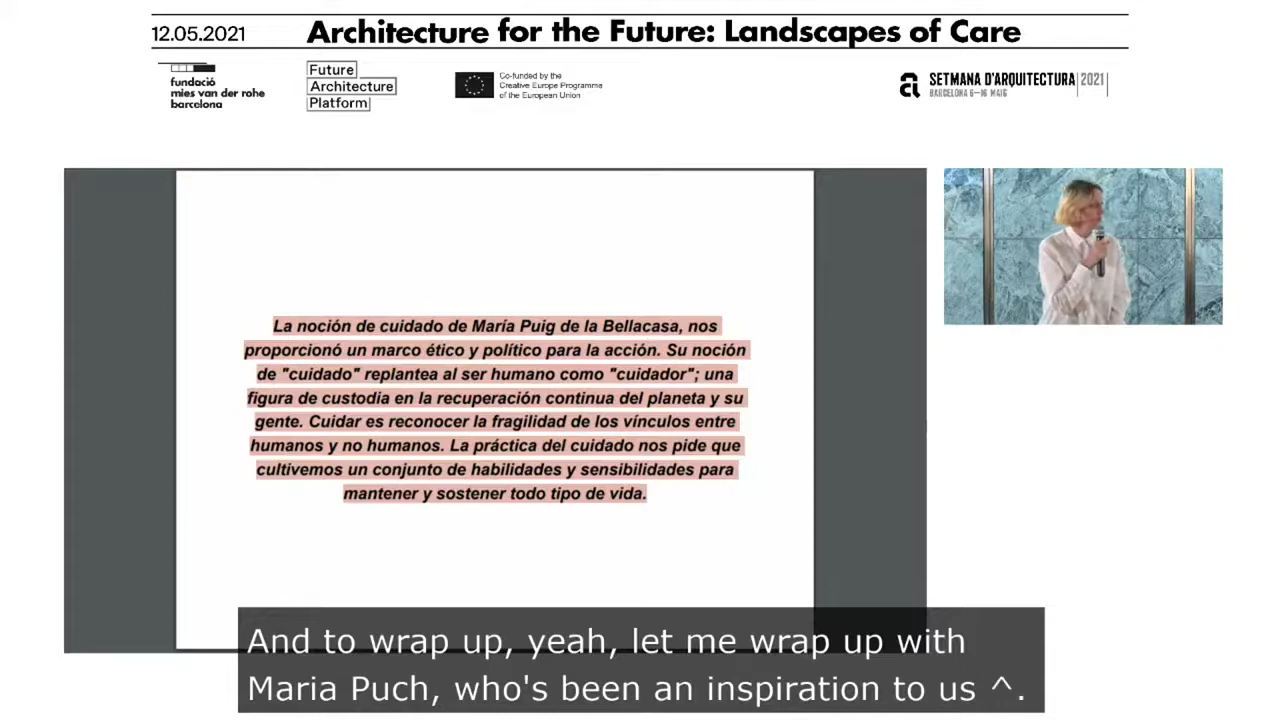 12.05.2021
Architecture for the Future: Landscapes of Care
fundació
mies van der rohe
barcelona
Future
Architecture
Platform
Co-funded by the
Creative Europe Programme
of the European Union
SETMANA D'ARQUITECTURA 2021
BARCELONA 6–16 MAIG
La noción de cuidado de María Puig de la Bellacasa, nos
proporcionó un marco ético y político para la acción. Su noción
de "cuidado" replantea al ser humano como "cuidador"; una
figura de custodia en la recuperación continua del planeta y su
gente. Cuidar es reconocer la fragilidad de los vínculos entre
humanos y no humanos. La práctica del cuidado nos pide que
cultivemos un conjunto de habilidades y sensibilidades para
mantener y sostener todo tipo de vida.
And to wrap up, yeah, let me wrap up with
Maria Puch, who's been an inspiration to us ^.